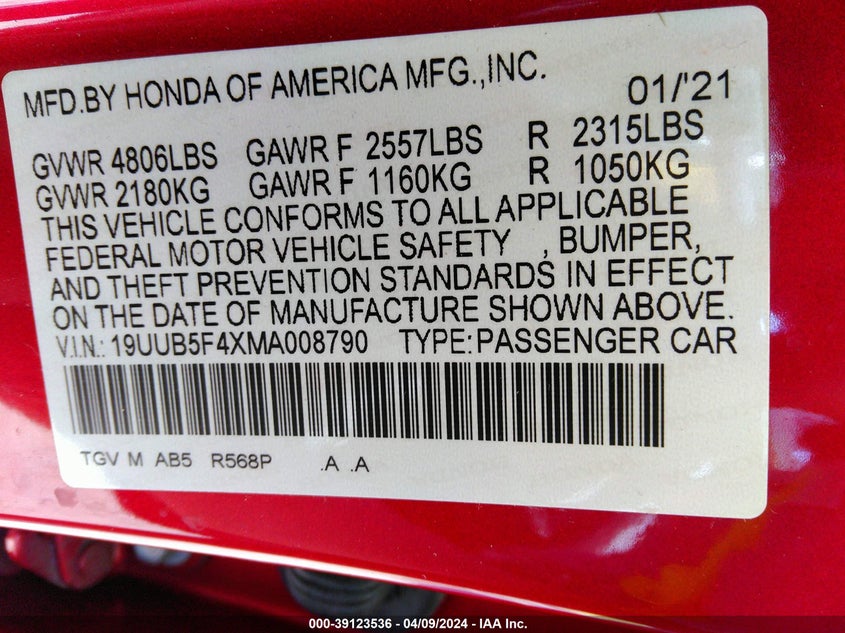 MFD.BY HONDA OF AMERICA MFG.,INC. 01/'21
GVWR 4806LBS GAWR F 2557LBS R 2315LBS
GVWR 2180KG GAWR F 1160KG R 1050KG
THIS VEHICLE CONFORMS TO ALL APPLICABLE
FEDERAL MOTOR VEHICLE SAFETY , BUMPER,
AND THEFT PREVENTION STANDARDS IN EFFECT
ON THE DATE OF MANUFACTURE SHOWN ABOVE.
V.I.N.: 19UUB5F4XMA008790 TYPE: PASSENGER CAR
TGV M AB5 R568P .A .A
000-39123536 - 04/09/2024 - IAA Inc.